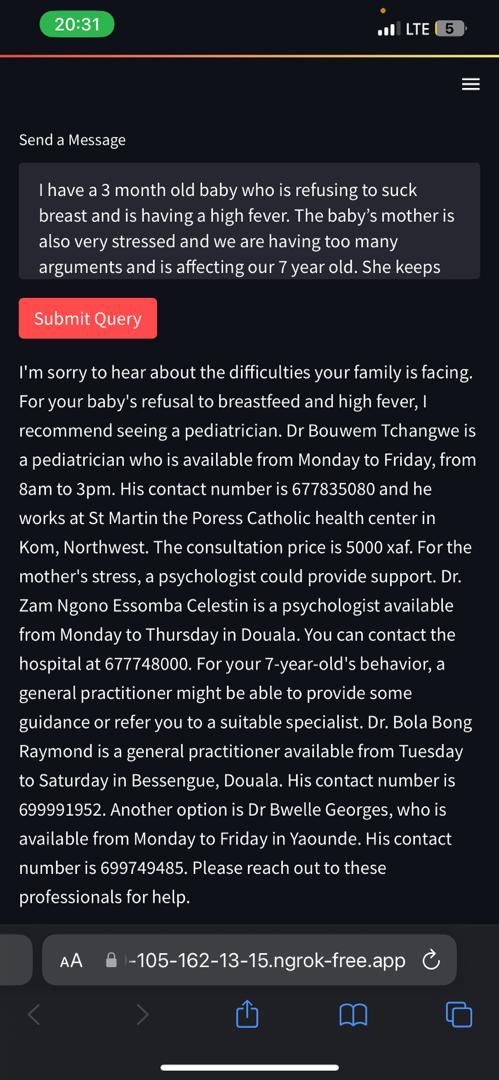 20:31
LTE 5
Send a Message
I have a 3 month old baby who is refusing to suck
breast and is having a high fever. The baby’s mother is
also very stressed and we are having too many
arguments and is affecting our 7 year old. She keeps
Submit Query
I'm sorry to hear about the difficulties your family is facing.
For your baby's refusal to breastfeed and high fever, I
recommend seeing a pediatrician. Dr Bouwem Tchangwe is
a pediatrician who is available from Monday to Friday, from
8am to 3pm. His contact number is 677835080 and he
works at St Martin the Poress Catholic health center in
Kom, Northwest. The consultation price is 5000 xaf. For the
mother's stress, a psychologist could provide support. Dr.
Zam Ngono Essomba Celestin is a psychologist available
from Monday to Thursday in Douala. You can contact the
hospital at 677748000. For your 7-year-old's behavior, a
general practitioner might be able to provide some
guidance or refer you to a suitable specialist. Dr. Bola Bong
Raymond is a general practitioner available from Tuesday
to Saturday in Bessengue, Douala. His contact number is
699991952. Another option is Dr Bwelle Georges, who is
available from Monday to Friday in Yaounde. His contact
number is 699749485. Please reach out to these
professionals for help.
AA -105-162-13-15.ngrok-free.app